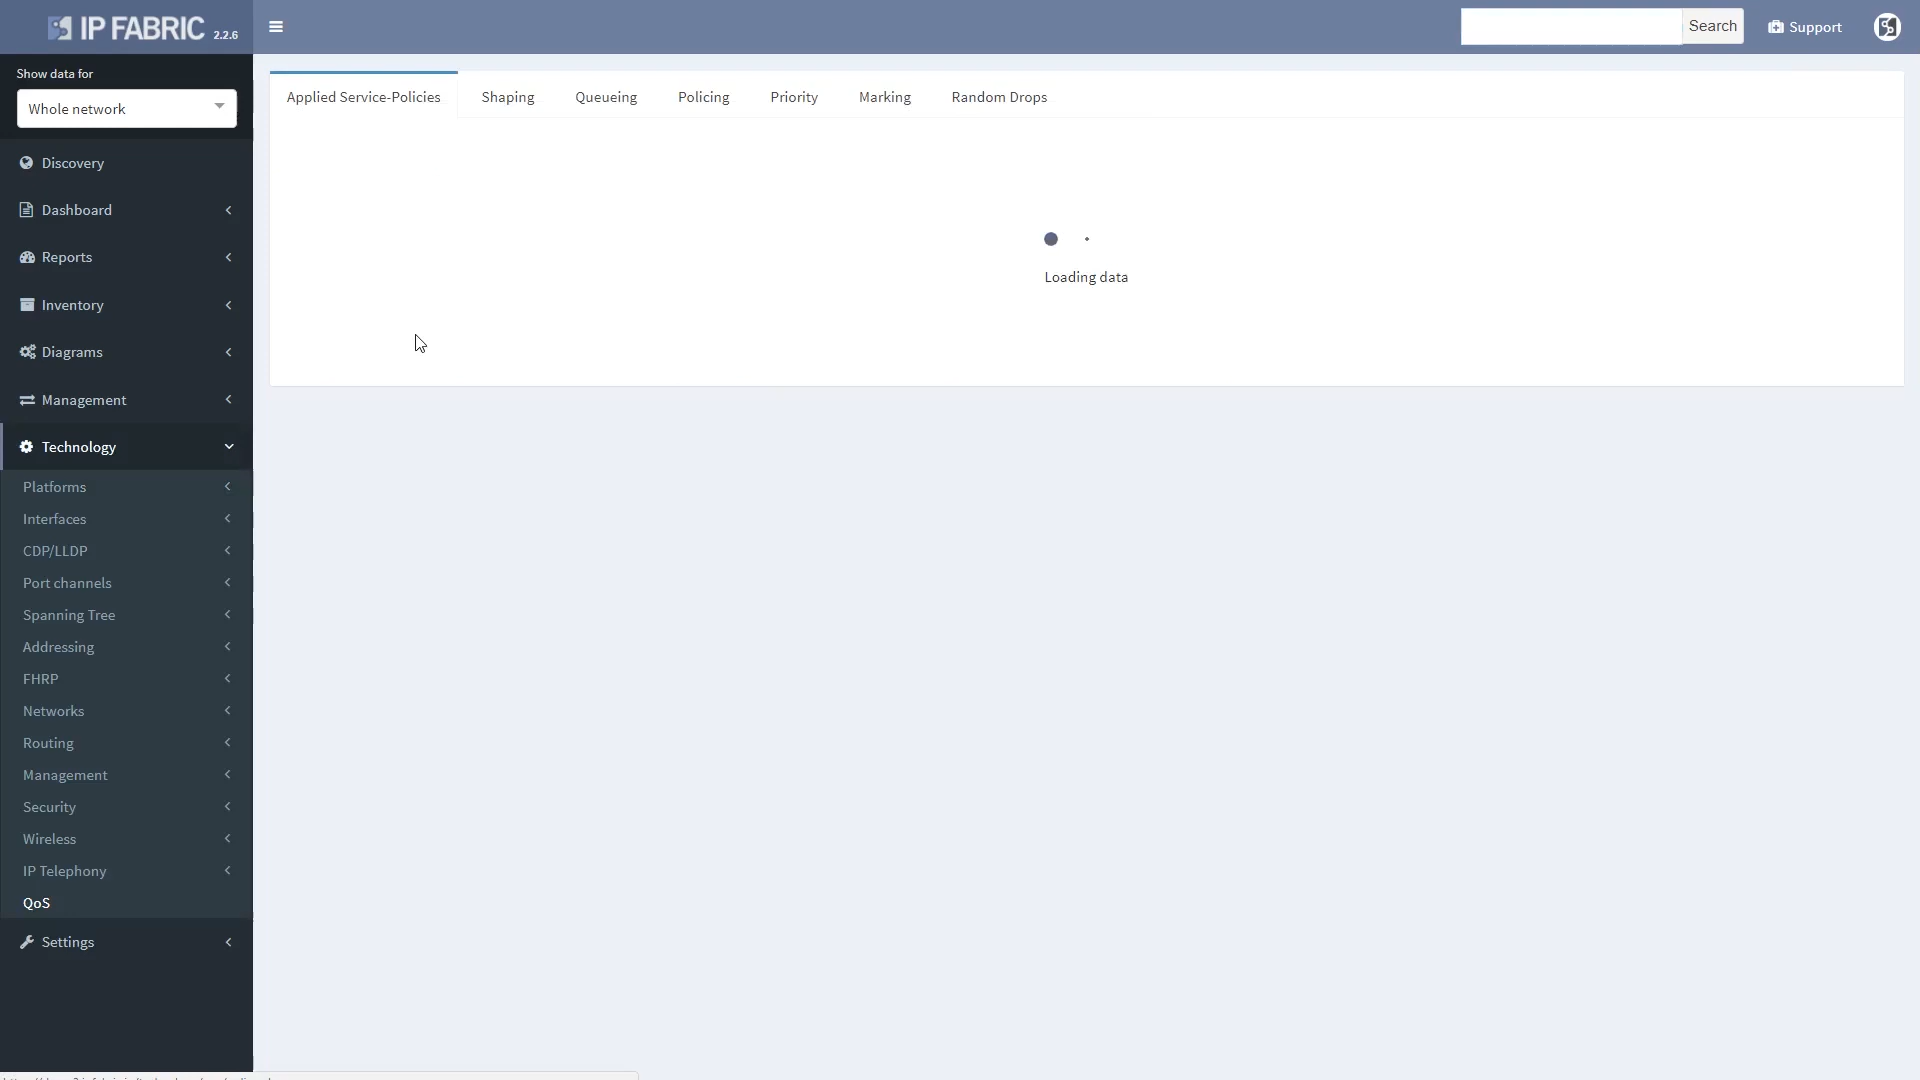 IP FABRIC 2.2.6
Search
Support
Show data for
Whole network
Applied Service-Policies
Shaping
Queueing
Policing
Priority
Marking
Random Drops
Loading data
Discovery
Dashboard
Reports
Inventory
Diagrams
Management
Technology
Platforms
Interfaces
CDP/LLDP
Port channels
Spanning Tree
Addressing
FHRP
Networks
Routing
Management
Security
Wireless
IP Telephony
QoS
Settings